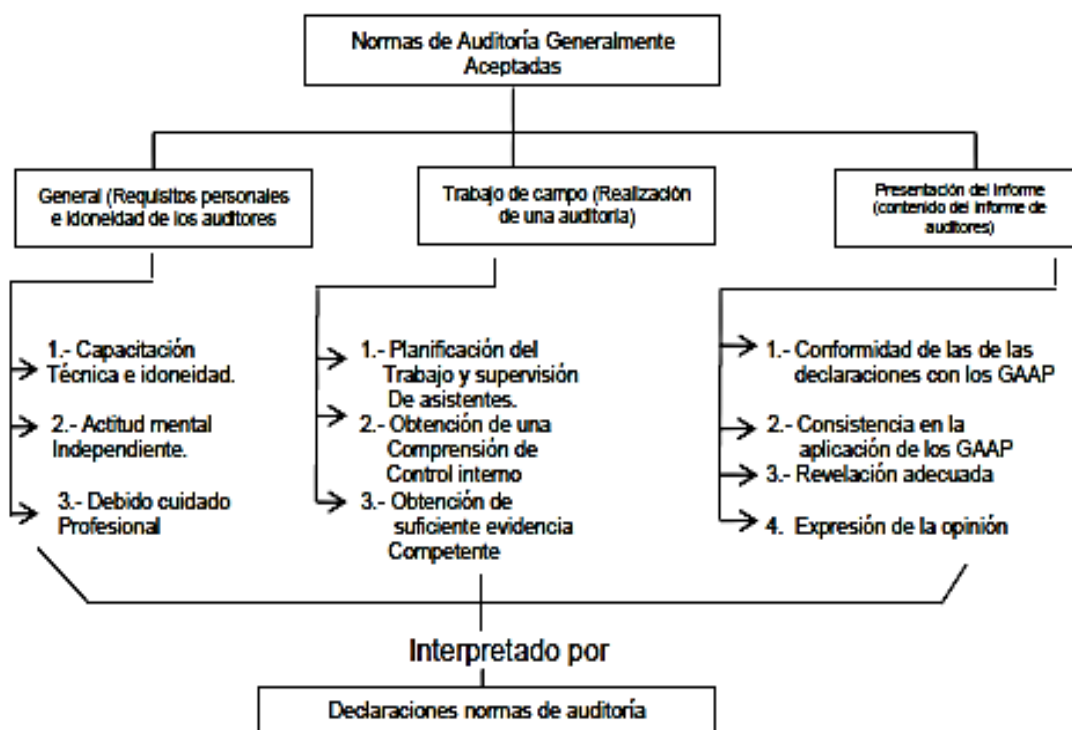 Normas de Auditoría Generalmente
Aceptadas
General (Requisitos personales
e idoneidad de los auditores
Trabajo de campo (Realización
de una auditoria)
Presentación del informe
(contenido del informe de
auditores)
1.- Capacitación
Técnica e idoneidad.
2.- Actitud mental
Independiente.
3.- Debido cuidado
Profesional
1.- Planificación del
Trabajo y supervisión
De asistentes.
2.- Obtención de una
Comprensión de
Control interno
3.- Obtención de
suficiente evidencia
Competente
1.- Conformidad de las de las
declaraciones con los GAAP
2.- Consistencia en la
aplicación de los GAAP
3.- Revelación adecuada
4. Expresión de la opinión
Interpretado por
Declaraciones normas de auditoría